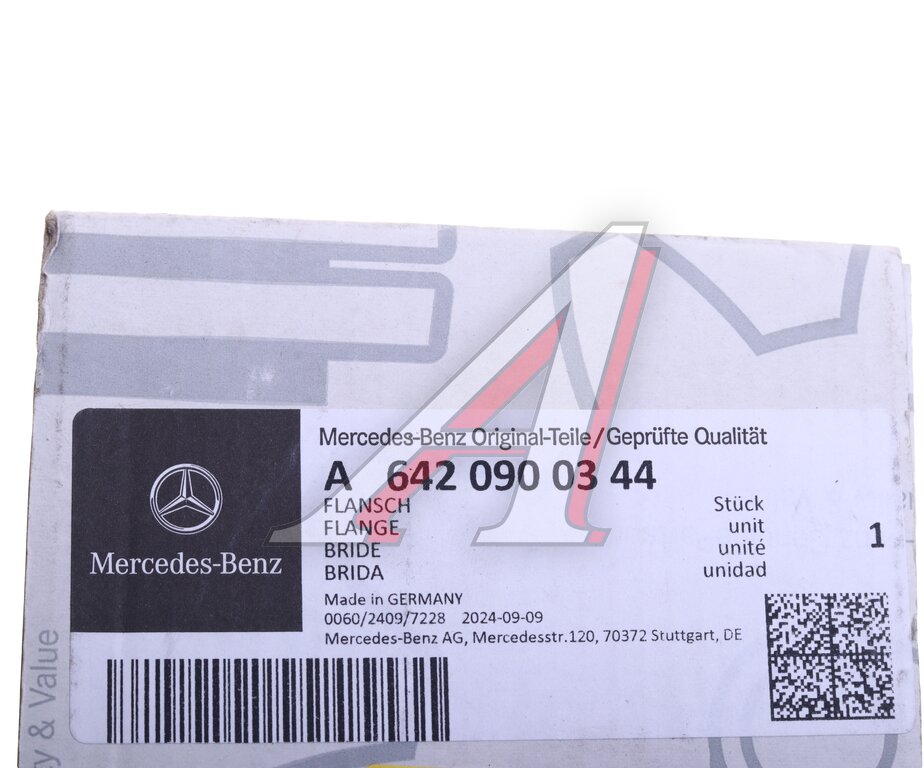 Mercedes-Benz Original-Teile/Geprüfte Qualität
A 642 090 03 44
FLANSCH Stück
FLANGE unit
BRIDE unité
BRIDA unidad
1
Mercedes-Benz
Made in GERMANY
0060/2409/7228 2024-09-09
Mercedes-Benz AG, Mercedesstr.120, 70372 Stuttgart, DE
& Value